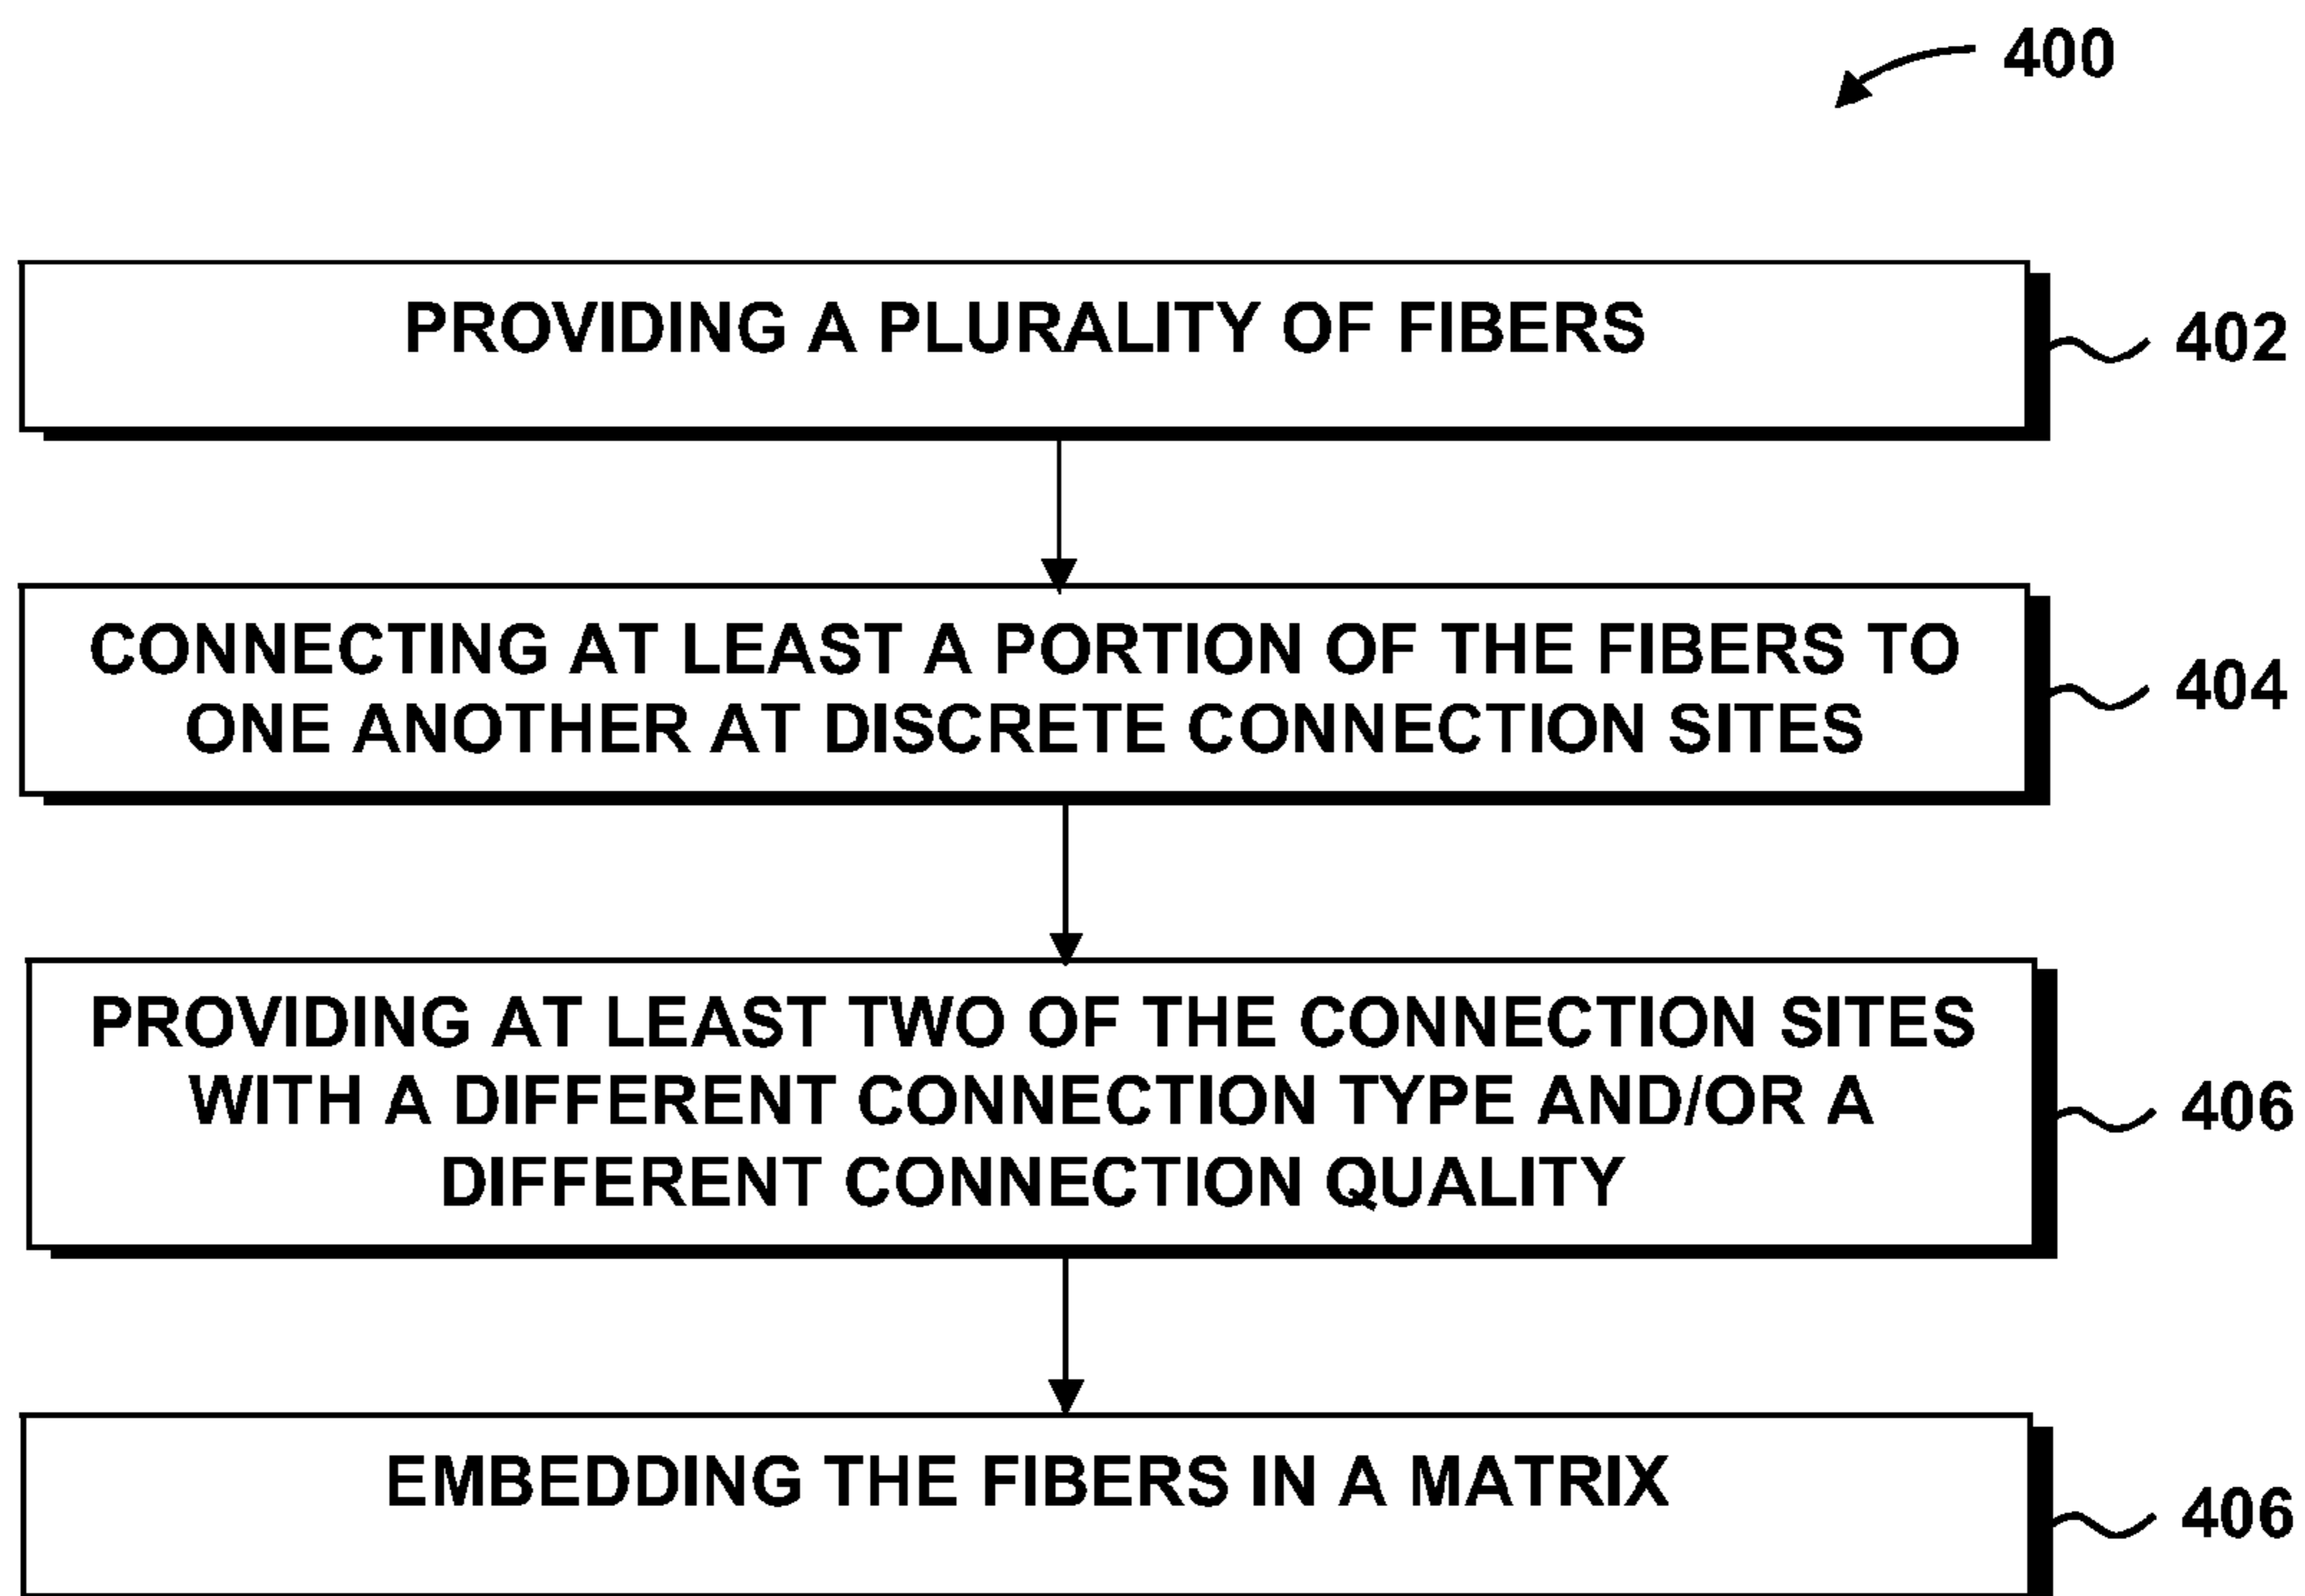 400
PROVIDING A PLURALITY OF FIBERS
402
CONNECTING AT LEAST A PORTION OF THE FIBERS TO
ONE ANOTHER AT DISCRETE CONNECTION SITES
404
PROVIDING AT LEAST TWO OF THE CONNECTION SITES
WITH A DIFFERENT CONNECTION TYPE AND/OR A
DIFFERENT CONNECTION QUALITY
406
EMBEDDING THE FIBERS IN A MATRIX
406